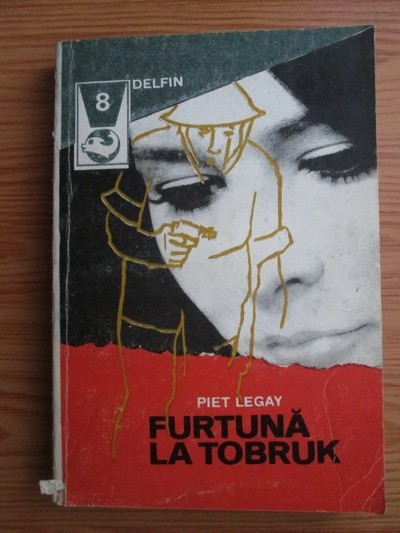 8
DELFIN
PIET LEGAY
FURTUNĂ
LA TOBRUK